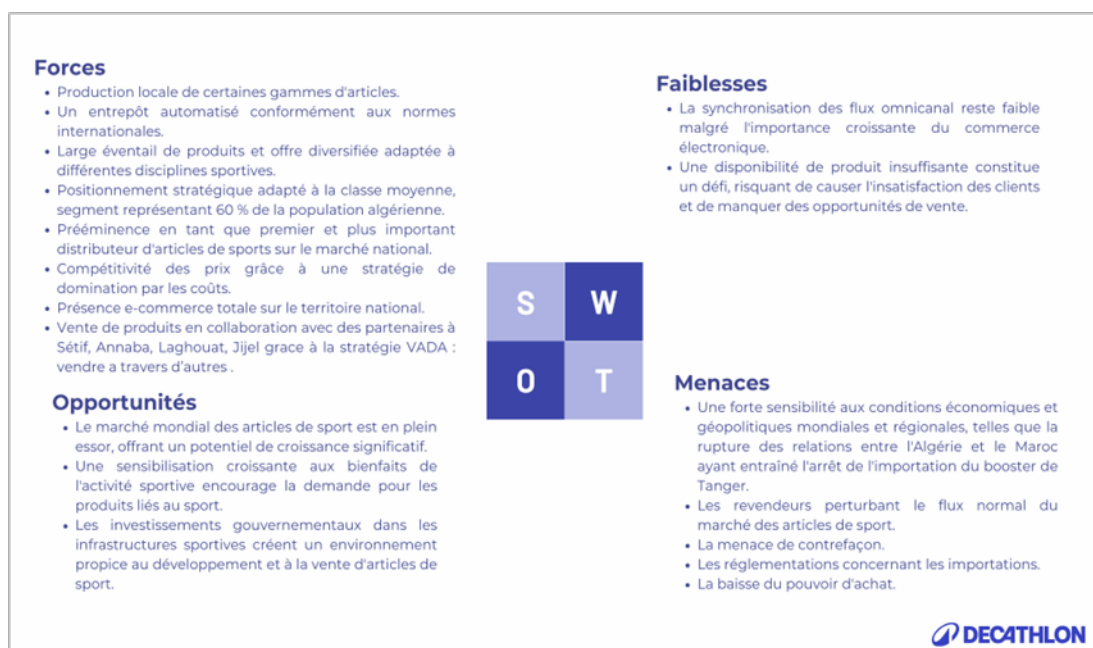 Forces
• Production locale de certaines gammes d'articles.
• Un entrepôt automatisé conformément aux normes
internationales.
• Large éventail de produits et offre diversifiée adaptée à
différentes disciplines sportives.
• Positionnement stratégique adapté à la classe moyenne,
segment représentant 60 % de la population algérienne.
• Prééminence en tant que premier et plus important
distributeur d'articles de sports sur le marché national.
• Compétitivité des prix grâce à une stratégie de
domination par les coûts.
• Présence e-commerce totale sur le territoire national.
• Vente de produits en collaboration avec des partenaires à
Sétif, Annaba, Laghouat, Jijel grace à la stratégie VADA :
vendre a travers d'autres .
Faiblesses
• La synchronisation des flux omnicanal reste faible
malgré l'importance croissante du commerce
électronique.
• Une disponibilité de produit insuffisante constitue
un défi, risquant de causer l'insatisfaction des clients
et de manquer des opportunités de vente.
S W
O T
Opportunités
• Le marché mondial des articles de sport est en plein
essor, offrant un potentiel de croissance significatif.
• Une sensibilisation croissante aux bienfaits de
l'activité sportive encourage la demande pour les
produits liés au sport.
• Les investissements gouvernementaux dans les
infrastructures sportives créent un environnement
propice au développement et à la vente d'articles de
sport.
Menaces
• Une forte sensibilité aux conditions économiques et
géopolitiques mondiales et régionales, telles que la
rupture des relations entre l'Algérie et le Maroc
ayant entraîné l'arrêt de l'importation du booster de
Tanger.
• Les revendeurs perturbant le flux normal du
marché des articles de sport.
• La menace de contrefaçon.
• Les réglementations concernant les importations.
• La baisse du pouvoir d'achat.
DECATHLON